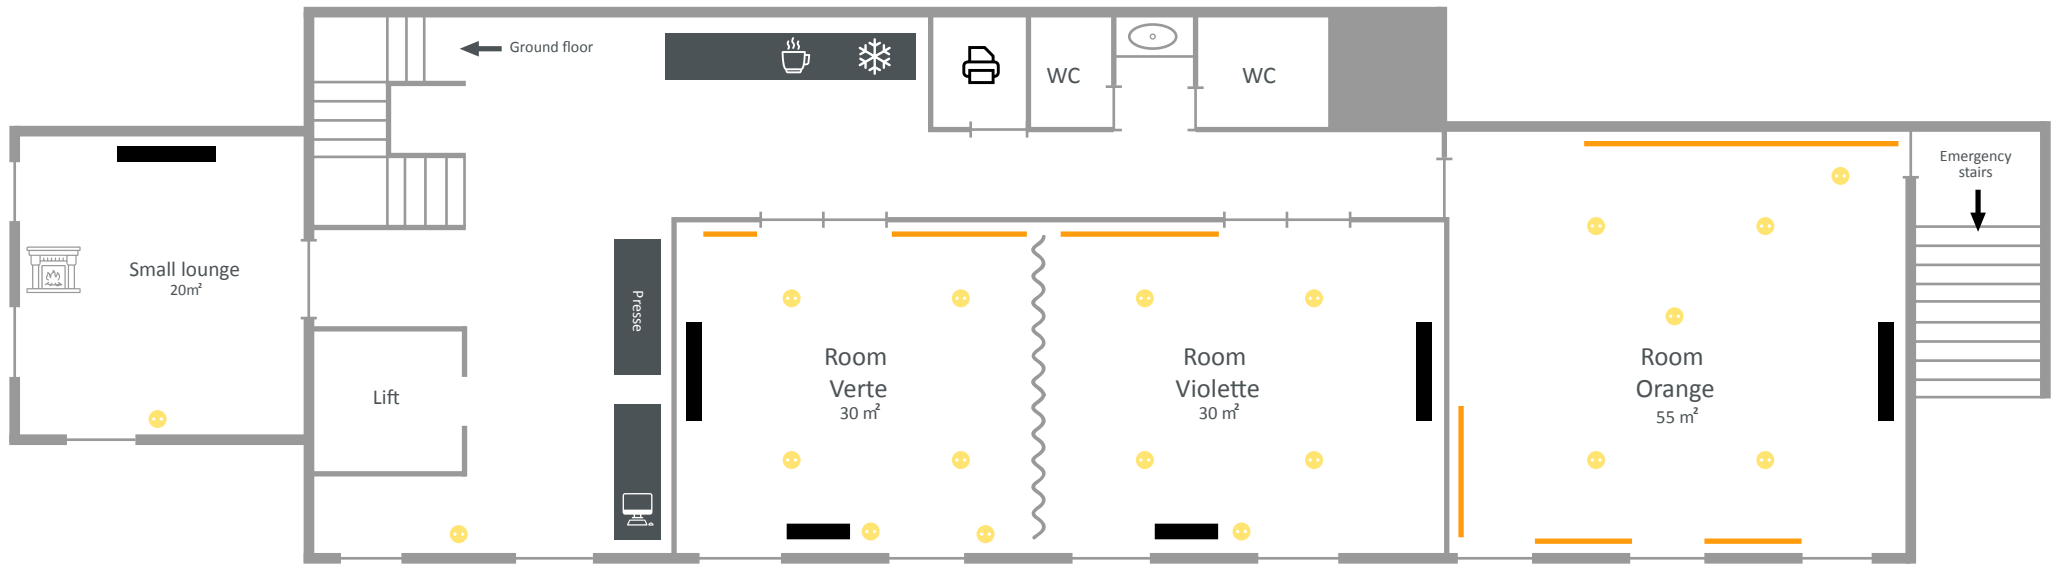 Ground floor
WC
WC
Emergency
stairs
Small lounge
20m²
Presse
Lift
Room
Verte
30 m²
Room
Violette
30 m²
Room
Orange
55 m²